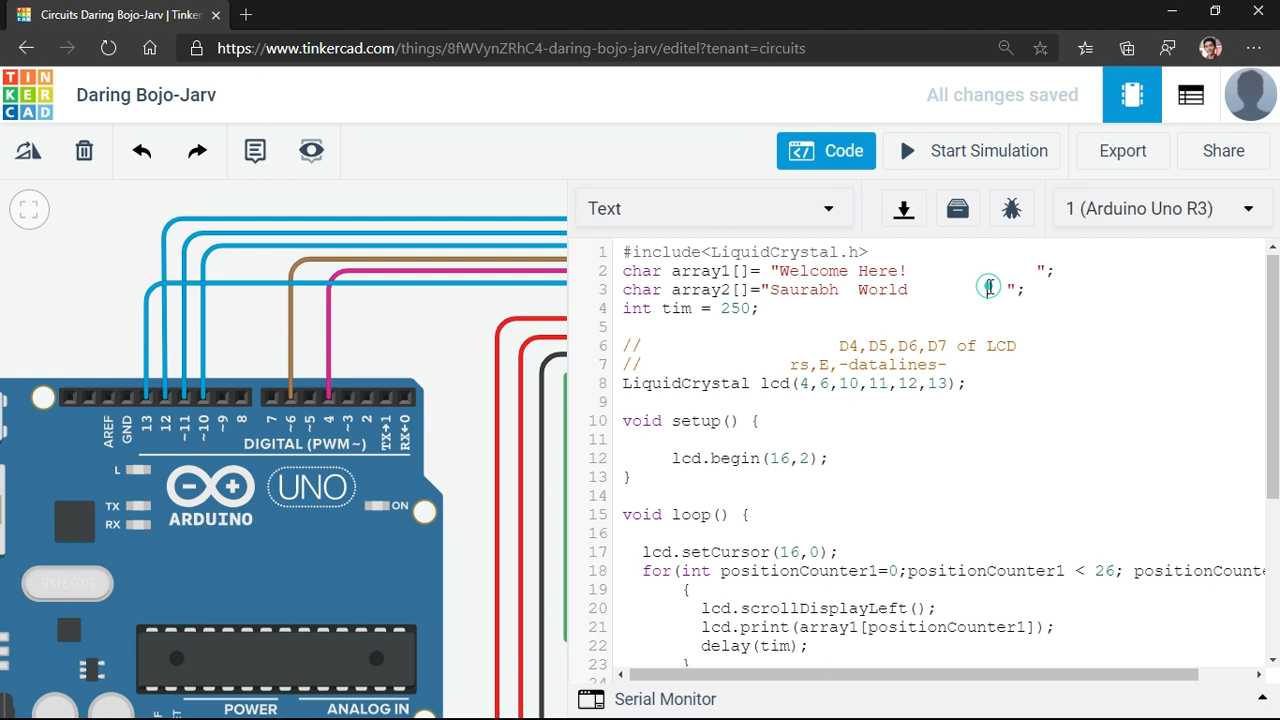 Circuits Daring Bojo-Jarv | Tinker
https://www.tinkercad.com/things/8fWVynZRhC4-daring-bojo-jarv/editel?tenant=circuits
TIN
KER
CAD
Daring Bojo-Jarv
All changes saved
Code
Start Simulation
Export
Share
Text
1 (Arduino Uno R3)
1 #include<LiquidCrystal.h>
2 char array1[]= "Welcome Here!             ";
3 char array2[]="Saurabh  World          ";
4 int tim = 250;
5
6 //                    D4,D5,D6,D7 of LCD
7 //               rs,E,-datalines-
8 LiquidCrystal lcd(4,6,10,11,12,13);
9
10 void setup() {
11
12      lcd.begin(16,2);
13 }
14
15 void loop() {
16
17   lcd.setCursor(16,0);
18   for(int positionCounter1=0;positionCounter1 < 26; positionCounte
19       {
20         lcd.scrollDisplayLeft();
21         lcd.print(array1[positionCounter1]);
22         delay(tim);
23       }
24
Serial Monitor
AREF
GND
13
12
~11
~10
~9
8
7
~6
~5
4
~3
2
TX→1
RX←0
DIGITAL (PWM~)
L
TX
RX
ARDUINO
UNO
ON
SPK16.000G
RESET
POWER
ANALOG IN